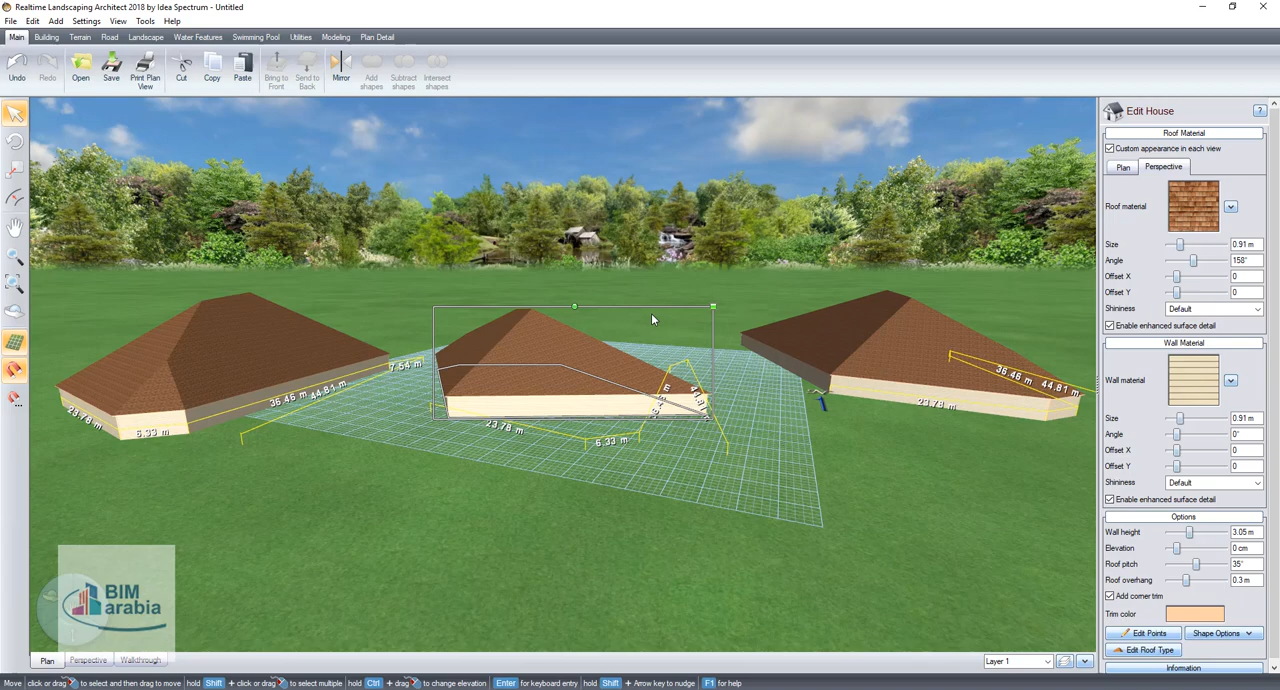 Realtime Landscaping Architect 2018 by Idea Spectrum - Untitled
File Edit Add Settings View Tools Help
Main Building Terrain Road Landscape Water Features Swimming Pool Utilities Modeling Plan Detail
Undo Redo Open Save Print Plan View Cut Copy Paste Bring to Front Send to Back Mirror Add shapes Subtract shapes Intersect shapes
Edit House ?
Roof Material
Custom appearance in each view
Plan Perspective
Roof material
Size 0.91 m
Angle 158°
Offset X 0
Offset Y 0
Shininess Default
Enable enhanced surface detail
Wall Material
Wall material
Size 0.91 m
Angle 0°
Offset X 0
Offset Y 0
Shininess Default
Enable enhanced surface detail
Options
Wall height 3.05 m
Elevation 0 cm
Roof pitch 35°
Roof overhang 0.3 m
Add corner trim
Trim color
Edit Points Shape Options
Edit Roof Type
Information
23.78 m
6.33 m
36.46 m
44.81 m
7.54 m
23.78 m
6.33 m
23.78 m
36.46 m
44.81 m
BIM
arabia
Plan Perspective Walkthrough
Layer 1
Move click or drag to select and then drag to move hold Shift + click or drag to select multiple hold Ctrl + drag to change elevation Enter for keyboard entry hold Shift + Arrow key to nudge F1 for help